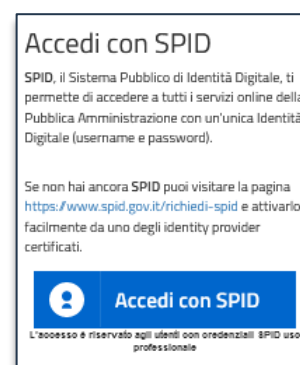 Accedi con SPID
SPID, il Sistema Pubblico di Identità Digitale, ti
permette di accedere a tutti i servizi online della
Pubblica Amministrazione con un'unica Identità
Digitale (username e password).
Se non hai ancora SPID puoi visitare la pagina
https://www.spid.gov.it/richiedi-spid e attivarlo
facilmente da uno degli identity provider
certificati.
Accedi con SPID
L'accesso è riservato agli utenti con credenziali SPID uso
professionale